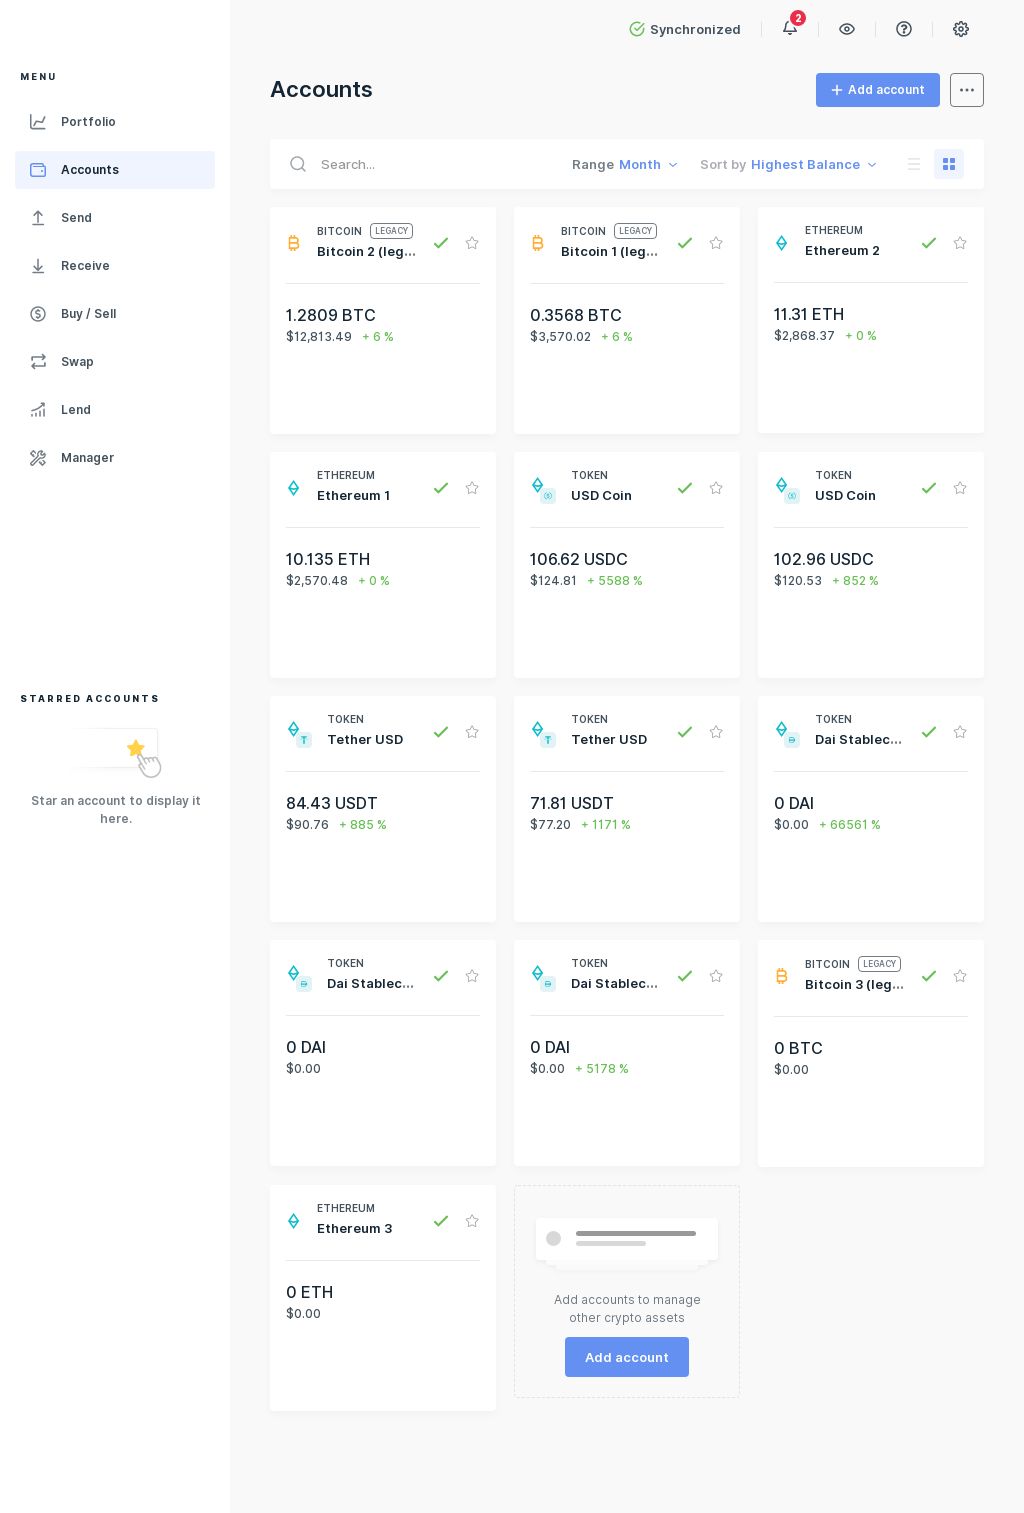 Synchronized
2
MENU
Portfolio
Accounts
Send
Receive
Buy / Sell
Swap
Lend
Manager
STARRED ACCOUNTS
Star an account to display it
here.
Accounts
+ Add account
Search...
Range Month
Sort by Highest Balance
BITCOIN LEGACY
Bitcoin 2 (leg...
1.2809 BTC
$12,813.49 + 6 %
BITCOIN LEGACY
Bitcoin 1 (leg...
0.3568 BTC
$3,570.02 + 6 %
ETHEREUM
Ethereum 2
11.31 ETH
$2,868.37 + 0 %
ETHEREUM
Ethereum 1
10.135 ETH
$2,570.48 + 0 %
TOKEN
USD Coin
106.62 USDC
$124.81 + 5588 %
TOKEN
USD Coin
102.96 USDC
$120.53 + 852 %
TOKEN
Tether USD
84.43 USDT
$90.76 + 885 %
TOKEN
Tether USD
71.81 USDT
$77.20 + 1171 %
TOKEN
Dai Stablec...
0 DAI
$0.00 + 66561 %
TOKEN
Dai Stablec...
0 DAI
$0.00
TOKEN
Dai Stablec...
0 DAI
$0.00 + 5178 %
BITCOIN LEGACY
Bitcoin 3 (leg...
0 BTC
$0.00
ETHEREUM
Ethereum 3
0 ETH
$0.00
Add accounts to manage
other crypto assets
Add account